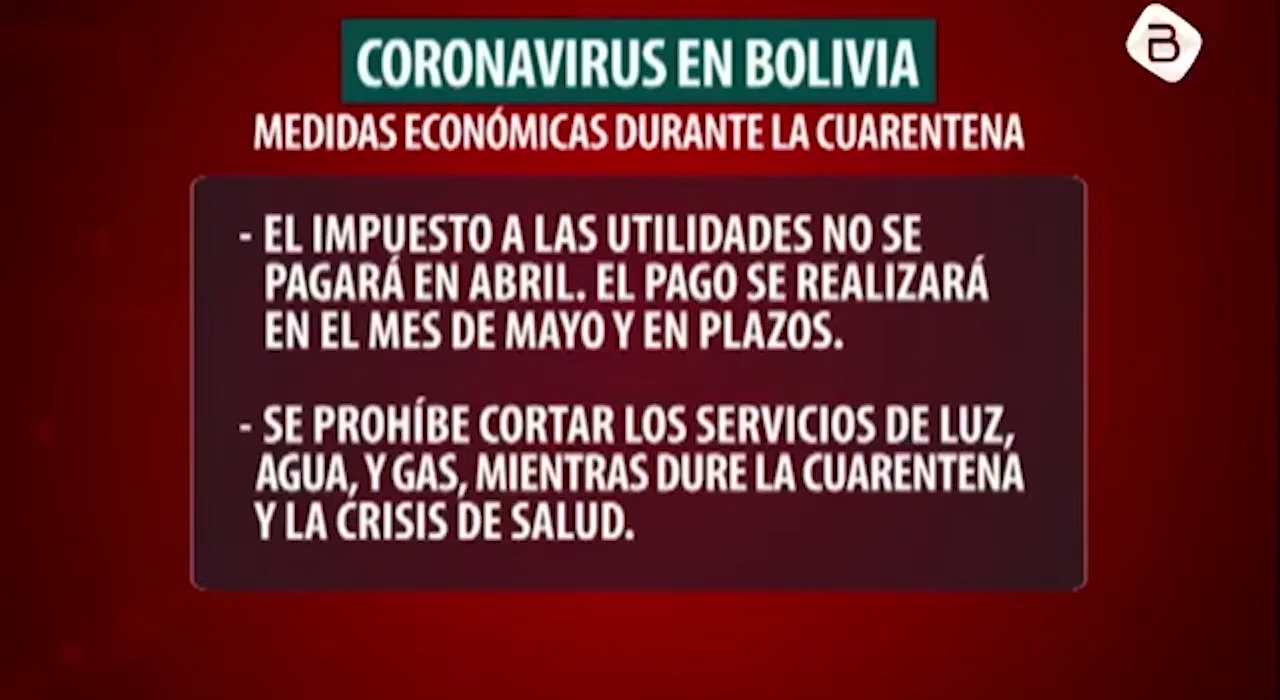 B
CORONAVIRUS EN BOLIVIA
MEDIDAS ECONÓMICAS DURANTE LA CUARENTENA
- EL IMPUESTO A LAS UTILIDADES NO SE
PAGARÁ EN ABRIL. EL PAGO SE REALIZARÁ
EN EL MES DE MAYO Y EN PLAZOS.
- SE PROHÍBE CORTAR LOS SERVICIOS DE LUZ,
AGUA, Y GAS, MIENTRAS DURE LA CUARENTENA
Y LA CRISIS DE SALUD.